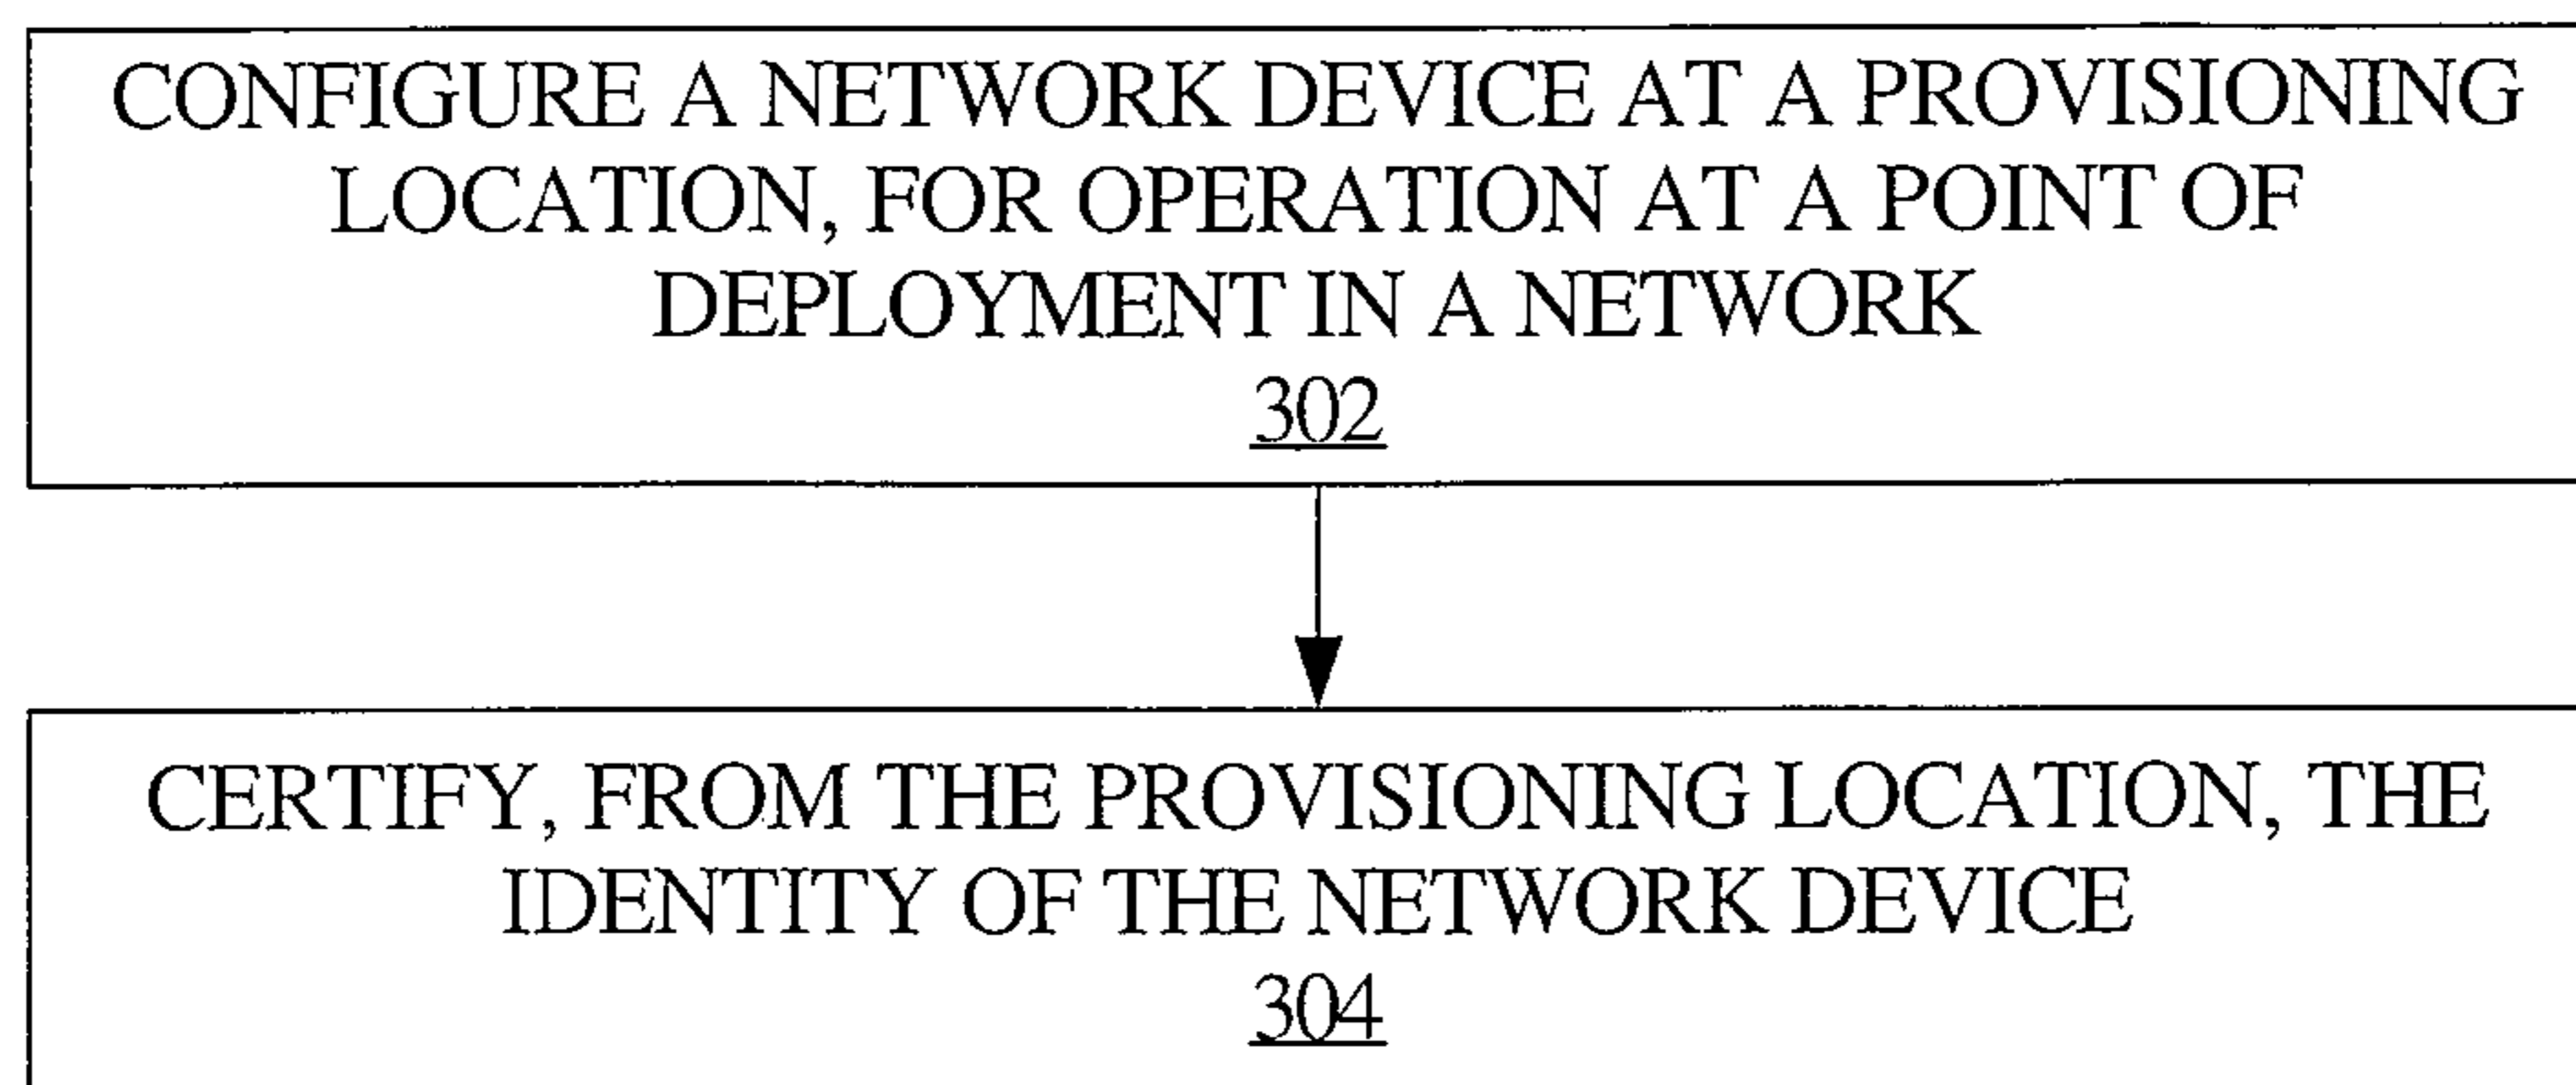 CONFIGURE A NETWORK DEVICE AT A PROVISIONING
LOCATION, FOR OPERATION AT A POINT OF
DEPLOYMENT IN A NETWORK
302
CERTIFY, FROM THE PROVISIONING LOCATION, THE
IDENTITY OF THE NETWORK DEVICE
304